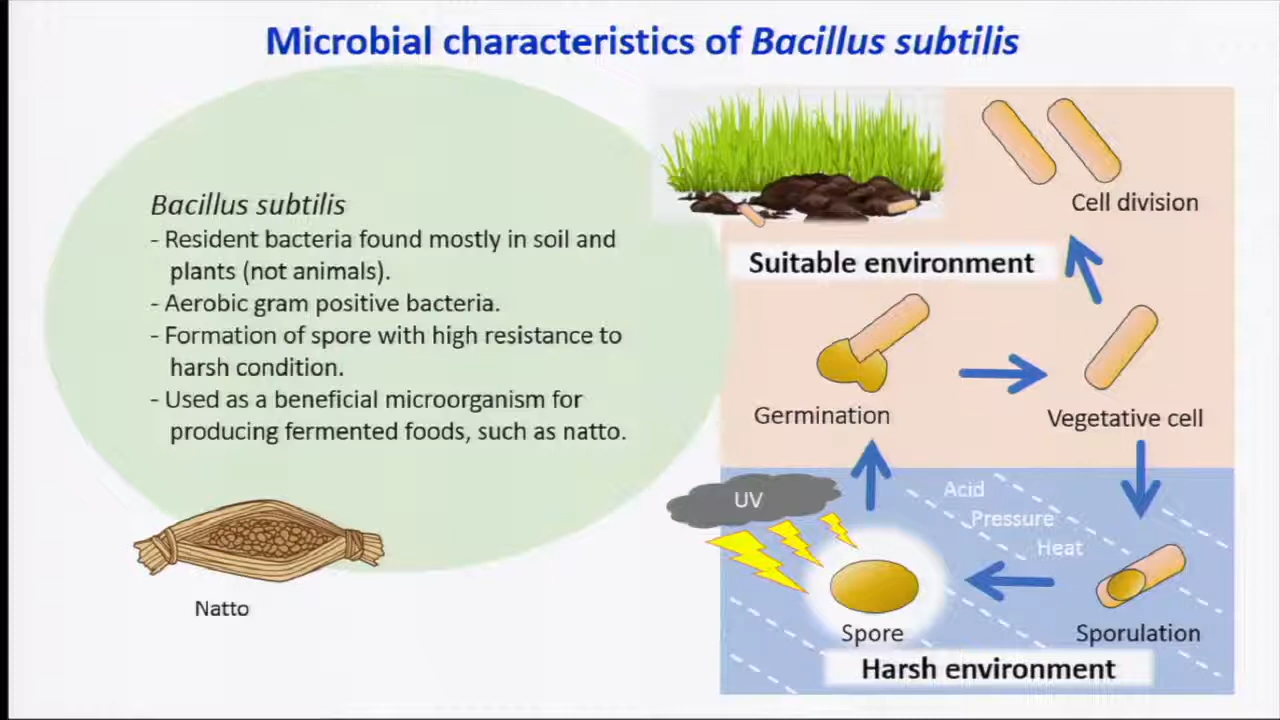 Microbial characteristics of Bacillus subtilis
Bacillus subtilis
- Resident bacteria found mostly in soil and
plants (not animals).
- Aerobic gram positive bacteria.
- Formation of spore with high resistance to
harsh condition.
- Used as a beneficial microorganism for
producing fermented foods, such as natto.
Natto
Cell division
Suitable environment
Germination
Vegetative cell
UV
Acid
Pressure
Heat
Spore
Sporulation
Harsh environment